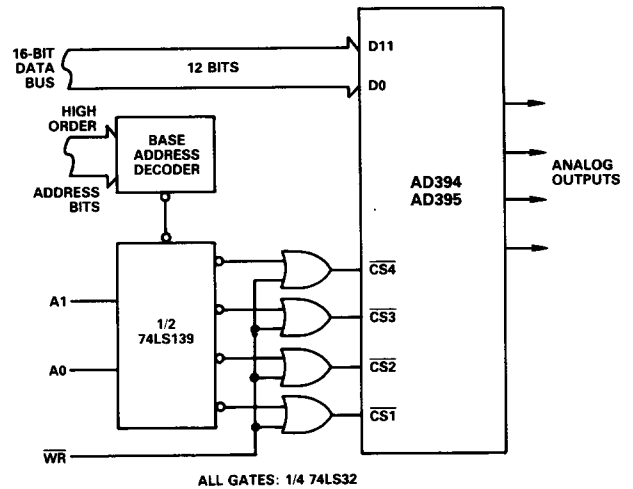 16-BIT
DATA
BUS
12 BITS
D11
D0
HIGH
ORDER
ADDRESS
BITS
BASE
ADDRESS
DECODER
AD394
AD395
ANALOG
OUTPUTS
A1
A0
1/2
74LS139
CS4
CS3
CS2
CS1
WR
ALL GATES: 1/4 74LS32